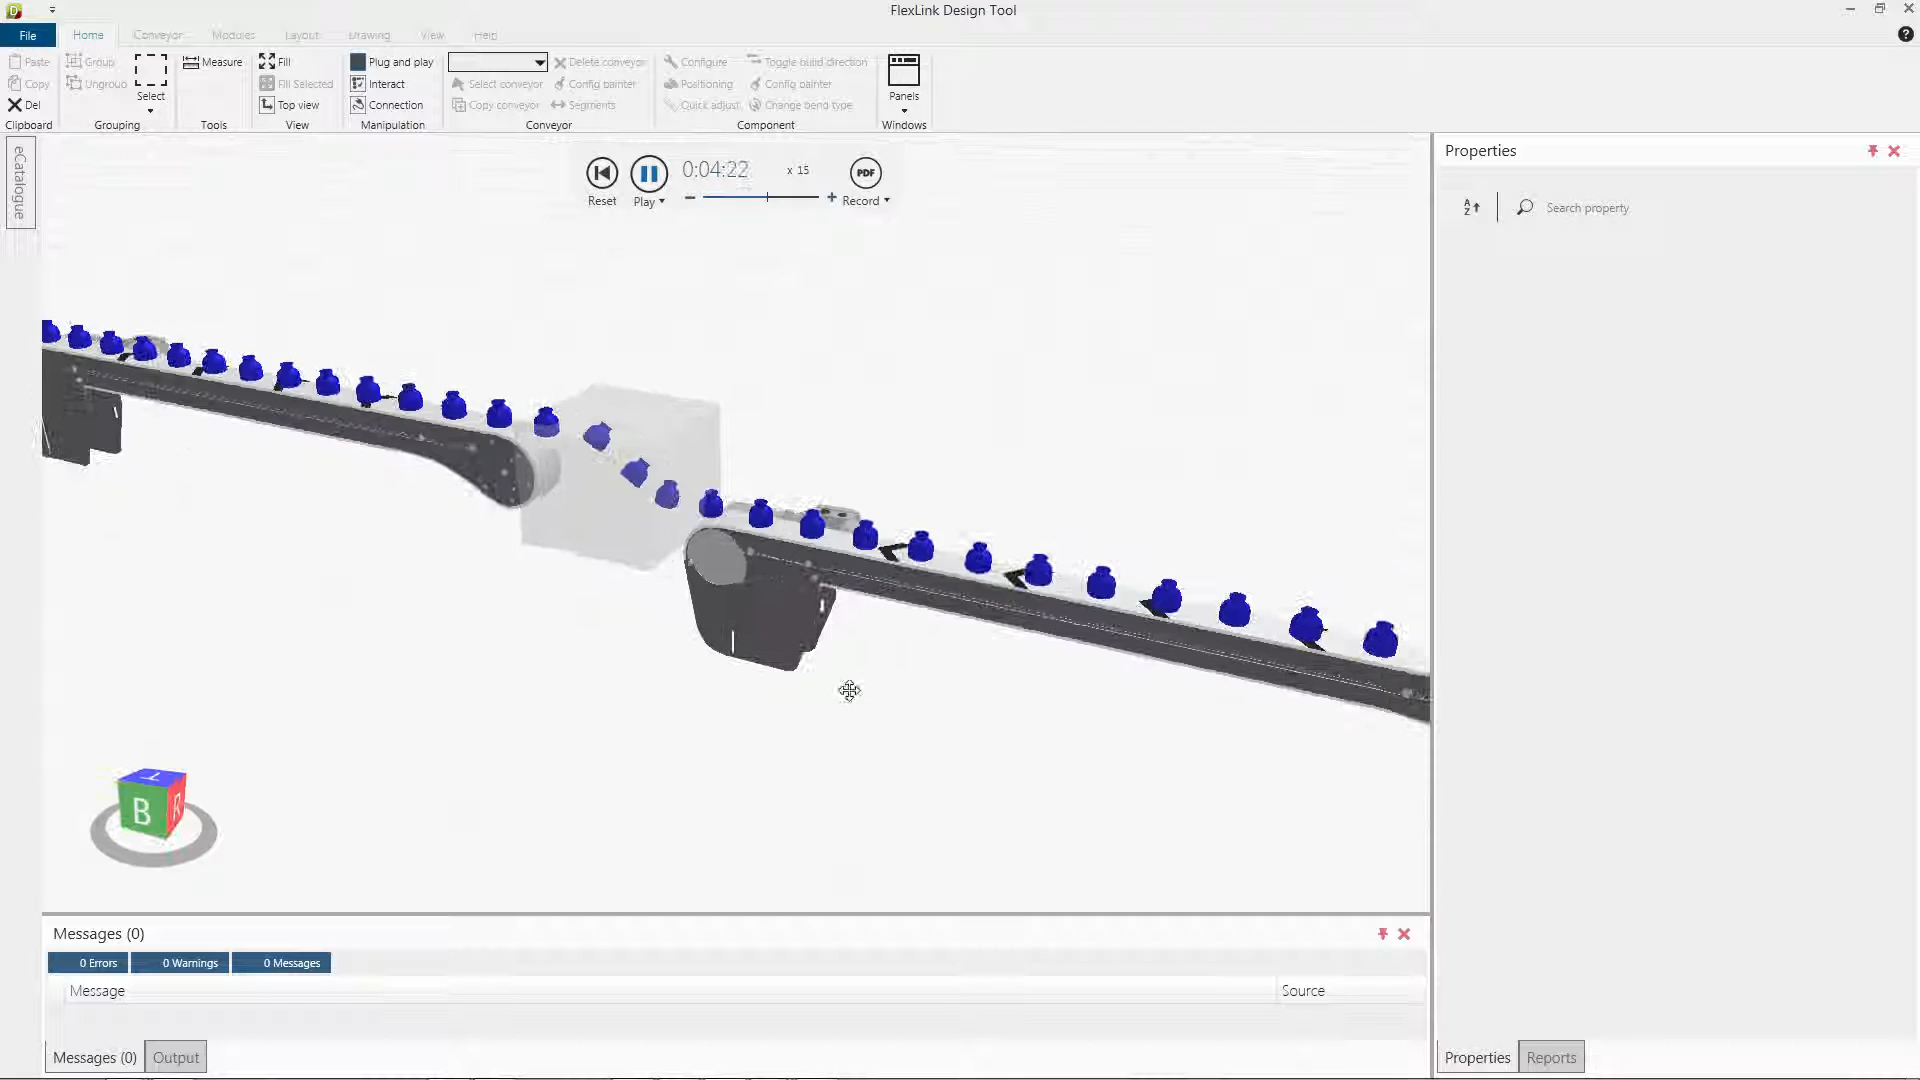 FlexLink Design Tool
File Home Conveyor Modules Layout Drawing View Help
Paste Group Measure Fill Plug and play Delete conveyor Configure Toggle build direction
Copy Ungroup Select Fill Selected Interact Select conveyor Config painter Positioning Config painter Panels
Del Top view Connection Copy conveyor Segments Quick adjust Change bend type
Clipboard Grouping Tools View Manipulation Conveyor Component Windows
eCatalogue
0:04:22 x 15 PDF
Reset Play Record
Properties
A
Z
Search property
T
B R
Messages (0)
0 Errors 0 Warnings 0 Messages
Message Source
Messages (0) Output
Properties Reports